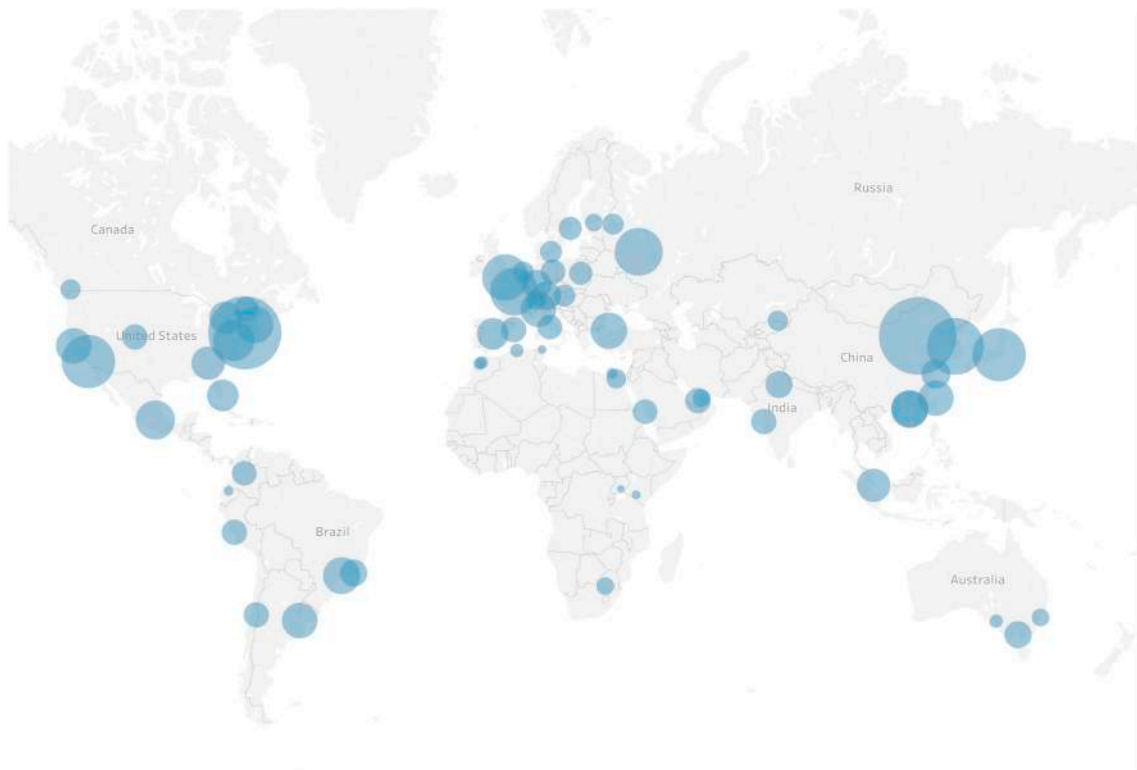 Russia
Canada
United States
China
India
Brazil
Australia